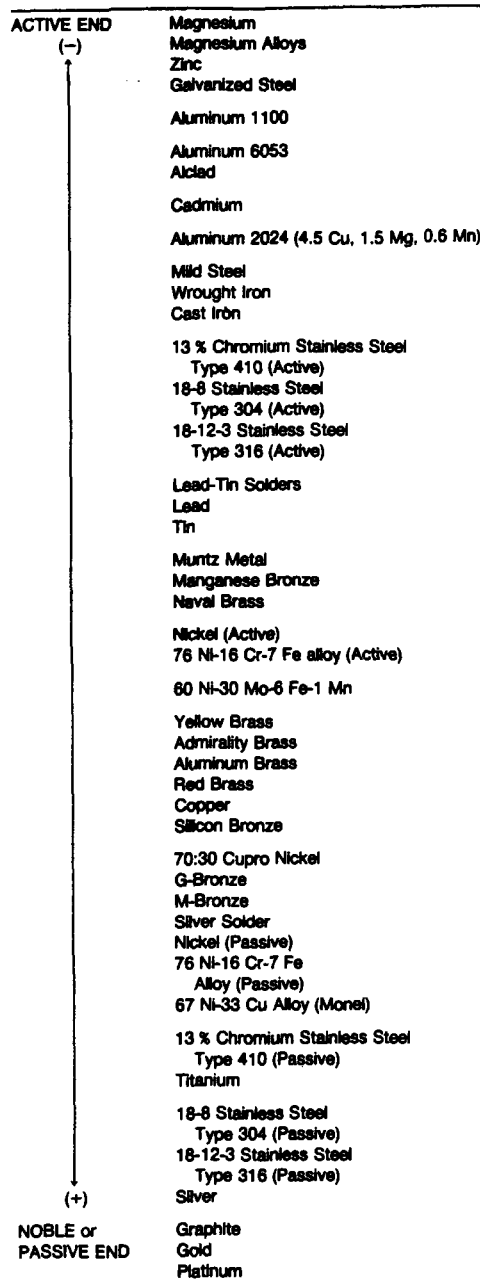 ACTIVE END Magnesium
(−) Magnesium Alloys
Zinc
Galvanized Steel
Aluminum 1100
Aluminum 6053
Alclad
Cadmium
Aluminum 2024 (4.5 Cu, 1.5 Mg, 0.6 Mn)
Mild Steel
Wrought Iron
Cast Iron
13 % Chromium Stainless Steel
Type 410 (Active)
18-8 Stainless Steel
Type 304 (Active)
18-12-3 Stainless Steel
Type 316 (Active)
Lead-Tin Solders
Lead
Tin
Muntz Metal
Manganese Bronze
Naval Brass
Nickel (Active)
76 Ni-16 Cr-7 Fe alloy (Active)
60 Ni-30 Mo-6 Fe-1 Mn
Yellow Brass
Admirality Brass
Aluminum Brass
Red Brass
Copper
Silicon Bronze
70:30 Cupro Nickel
G-Bronze
M-Bronze
Silver Solder
Nickel (Passive)
76 Ni-16 Cr-7 Fe
Alloy (Passive)
67 Ni-33 Cu Alloy (Monel)
13 % Chromium Stainless Steel
Type 410 (Passive)
Titanium
18-8 Stainless Steel
Type 304 (Passive)
18-12-3 Stainless Steel
Type 316 (Passive)
(+) Silver
NOBLE or Graphite
PASSIVE END Gold
Platinum